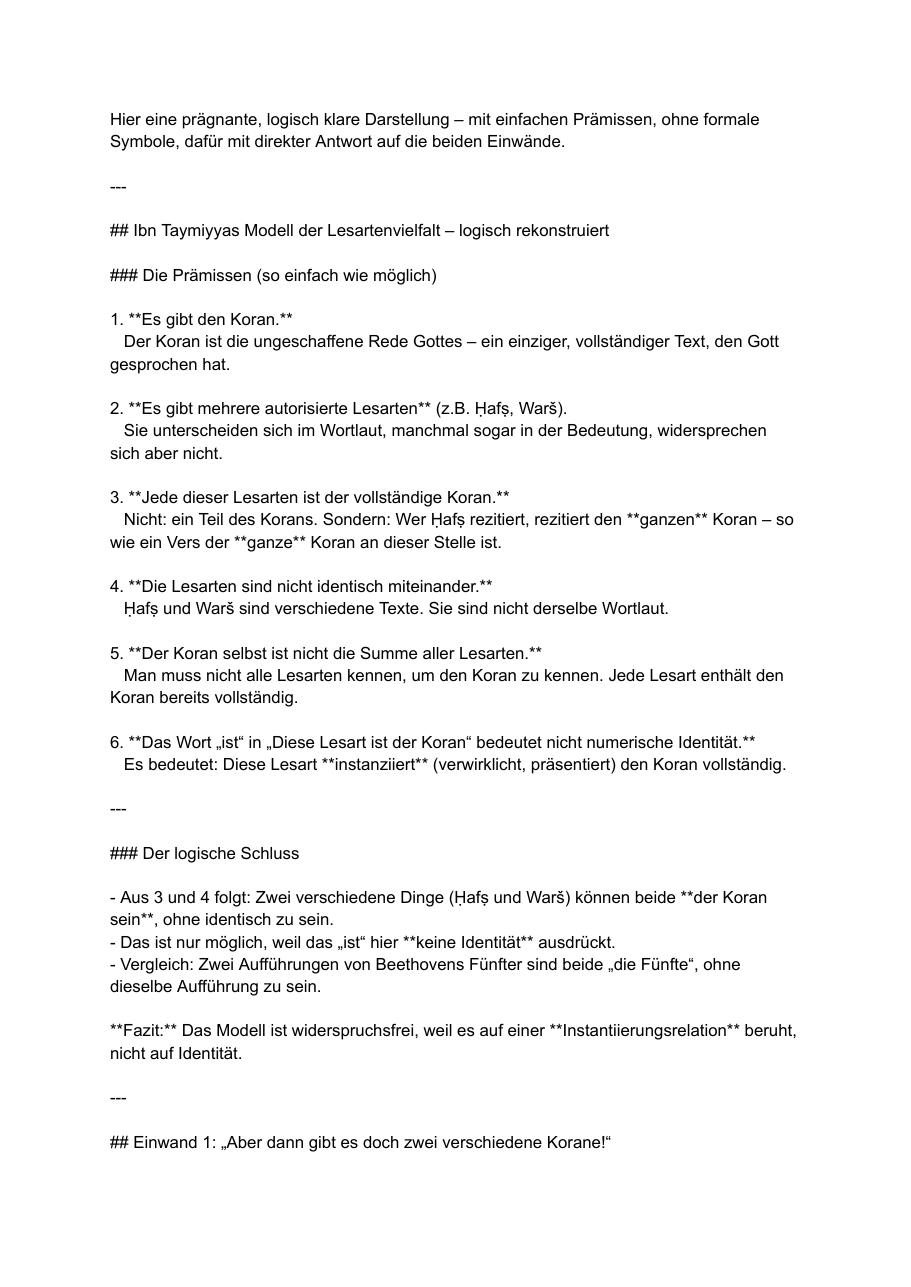 Hier eine prägnante, logisch klare Darstellung – mit einfachen Prämissen, ohne formale
Symbole, dafür mit direkter Antwort auf die beiden Einwände.
---
## Ibn Taymiyyas Modell der Lesartenvielfalt – logisch rekonstruiert
### Die Prämissen (so einfach wie möglich)
1. **Es gibt den Koran.**
Der Koran ist die ungeschaffene Rede Gottes – ein einziger, vollständiger Text, den Gott
gesprochen hat.
2. **Es gibt mehrere autorisierte Lesarten** (z.B. Ḥafṣ, Warš).
Sie unterscheiden sich im Wortlaut, manchmal sogar in der Bedeutung, widersprechen
sich aber nicht.
3. **Jede dieser Lesarten ist der vollständige Koran.**
Nicht: ein Teil des Korans. Sondern: Wer Ḥafṣ rezitiert, rezitiert den **ganzen** Koran – so
wie ein Vers der **ganze** Koran an dieser Stelle ist.
4. **Die Lesarten sind nicht identisch miteinander.**
Ḥafṣ und Warš sind verschiedene Texte. Sie sind nicht derselbe Wortlaut.
5. **Der Koran selbst ist nicht die Summe aller Lesarten.**
Man muss nicht alle Lesarten kennen, um den Koran zu kennen. Jede Lesart enthält den
Koran bereits vollständig.
6. **Das Wort „ist“ in „Diese Lesart ist der Koran“ bedeutet nicht numerische Identität.**
Es bedeutet: Diese Lesart **instanziiert** (verwirklicht, präsentiert) den Koran vollständig.
---
### Der logische Schluss
- Aus 3 und 4 folgt: Zwei verschiedene Dinge (Ḥafṣ und Warš) können beide **der Koran
sein**, ohne identisch zu sein.
- Das ist nur möglich, weil das „ist“ hier **keine Identität** ausdrückt.
- Vergleich: Zwei Aufführungen von Beethovens Fünfter sind beide „die Fünfte“, ohne
dieselbe Aufführung zu sein.
**Fazit:** Das Modell ist widerspruchsfrei, weil es auf einer **Instantiierungsrelation** beruht,
nicht auf Identität.
---
## Einwand 1: „Aber dann gibt es doch zwei verschiedene Korane!“